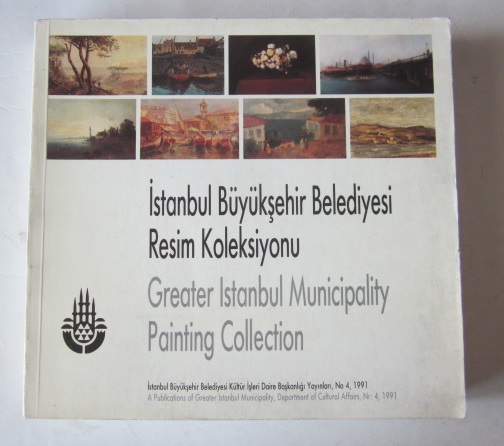 İstanbul Büyükşehir Belediyesi
Resim Koleksiyonu
Greater Istanbul Municipality
Painting Collection
İstanbul Büyükşehir Belediyesi Kültür İşleri Daire Başkanlığı Yayınları, No 4, 1991
A Publications of Greater Istanbul Municipality, Department of Cultural Affairs, Nr: 4, 1991